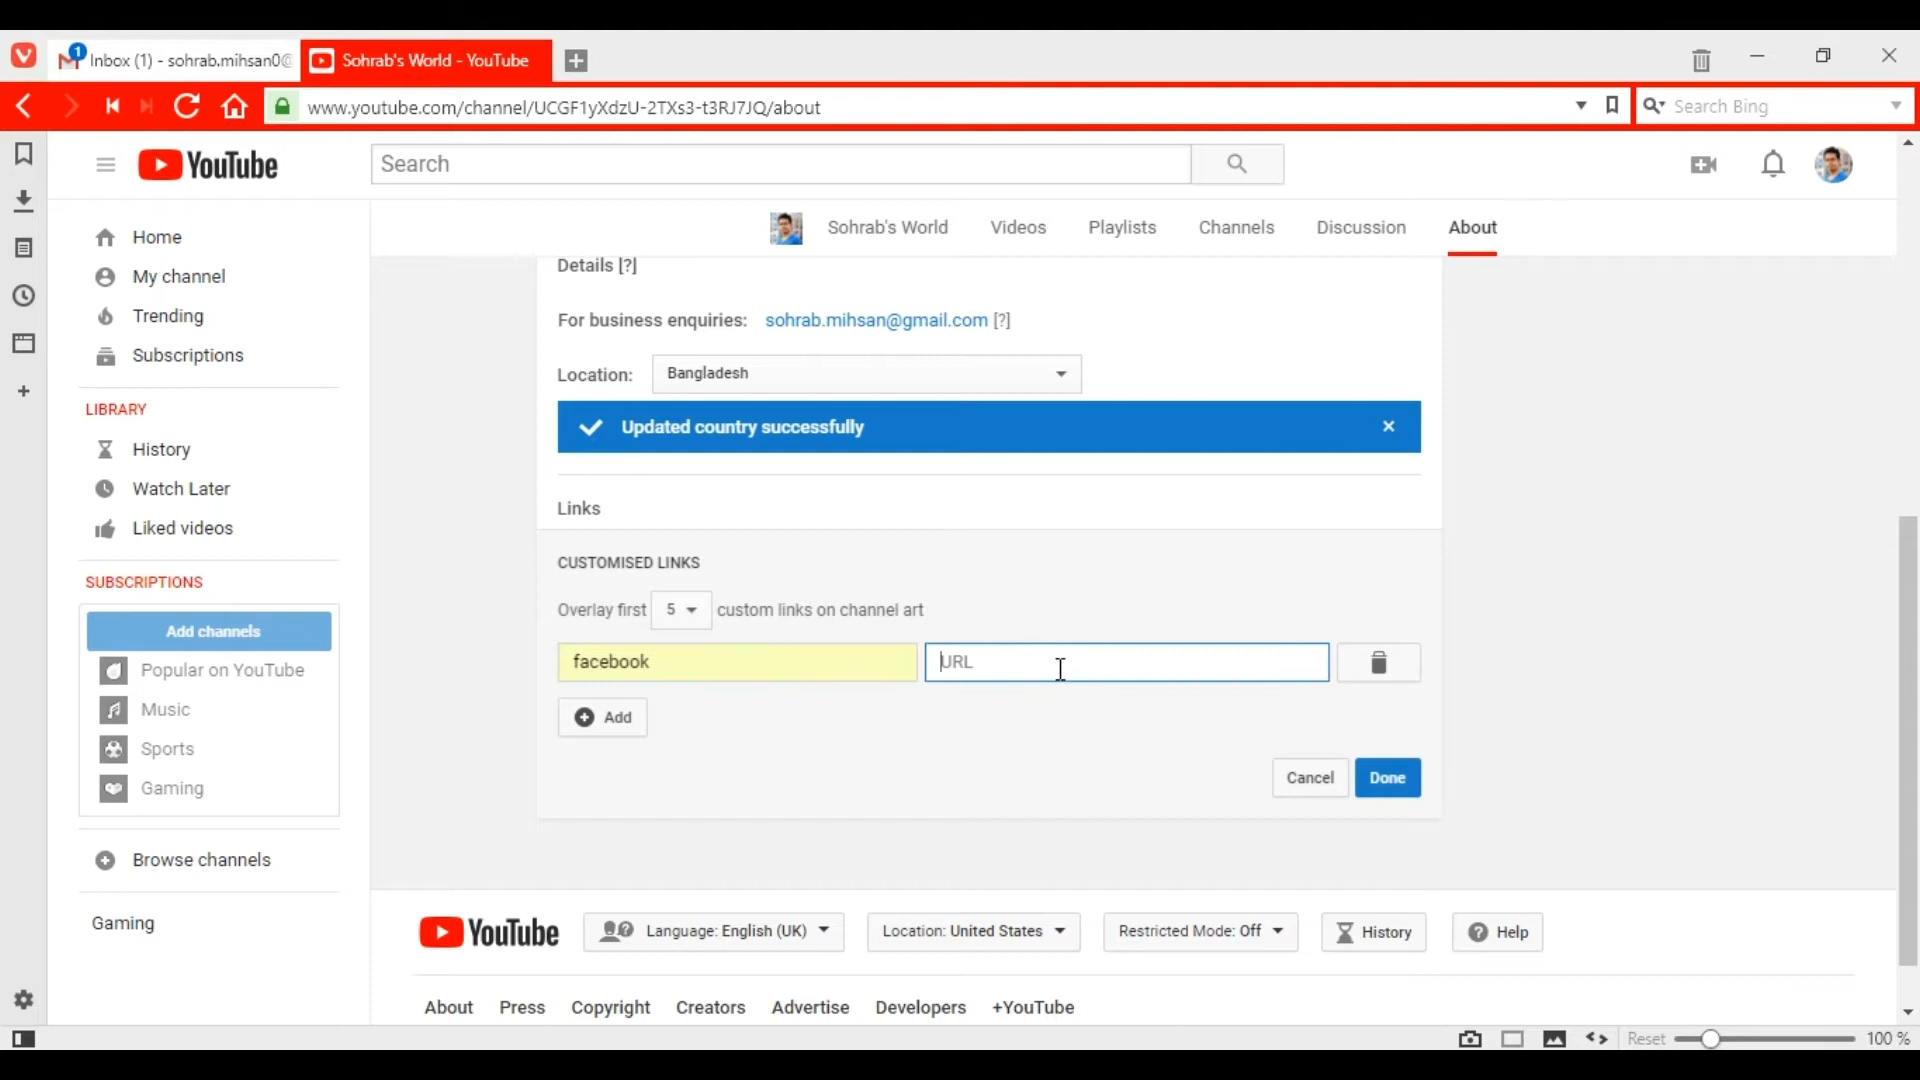 1
Inbox (1) - sohrab.mihsan0@
Sohrab's World - YouTube
www.youtube.com/channel/UCGF1yXdzU-2TXs3-t3RJ7JQ/about
Search Bing
YouTube
Search
Home
My channel
Trending
Subscriptions
LIBRARY
History
Watch Later
Liked videos
SUBSCRIPTIONS
Add channels
Popular on YouTube
Music
Sports
Gaming
Browse channels
Gaming
Sohrab's World Videos Playlists Channels Discussion About
Details [?]
For business enquiries: sohrab.mihsan@gmail.com [?]
Location: Bangladesh
Updated country successfully
Links
CUSTOMISED LINKS
Overlay first 5 custom links on channel art
facebook URL
Add
Cancel Done
YouTube Language: English (UK) Location: United States Restricted Mode: Off History Help
About Press Copyright Creators Advertise Developers +YouTube
Reset 100 %